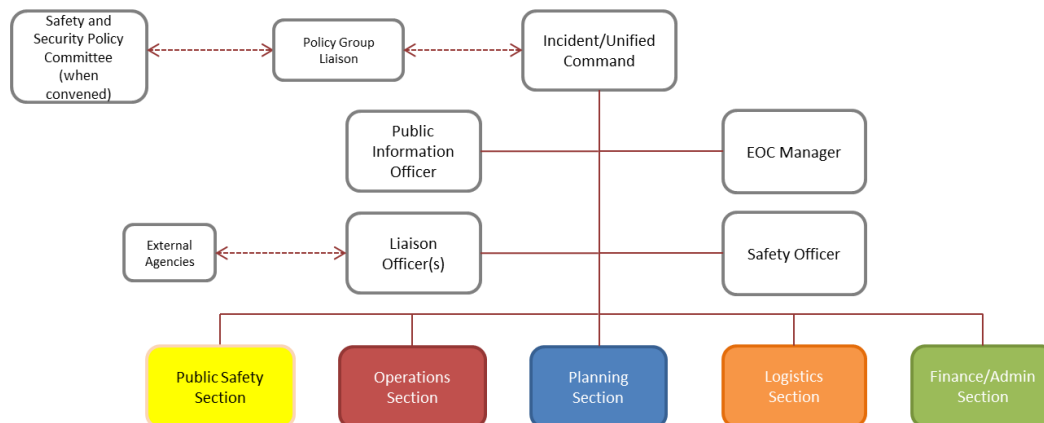 Safety and
Security Policy
Committee
(when
convened)
Policy Group
Liaison
Incident/Unified
Command
Public
Information
Officer
EOC Manager
External
Agencies
Liaison
Officer(s)
Safety Officer
Public Safety
Section
Operations
Section
Planning
Section
Logistics
Section
Finance/Admin
Section